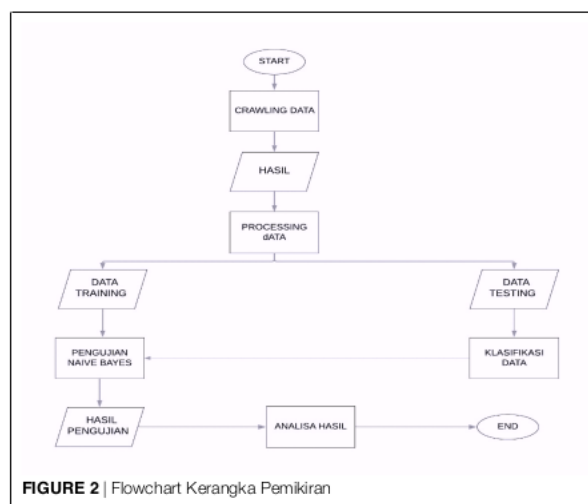 START
CRAWLING DATA
HASIL
PROCESSING
dATA
DATA
TRAINING
DATA
TESTING
PENGUJIAN
NAIVE BAYES
KLASIFIKASI
DATA
HASIL
PENGUJIAN
ANALISA HASIL
END
FIGURE 2 | Flowchart Kerangka Pemikiran